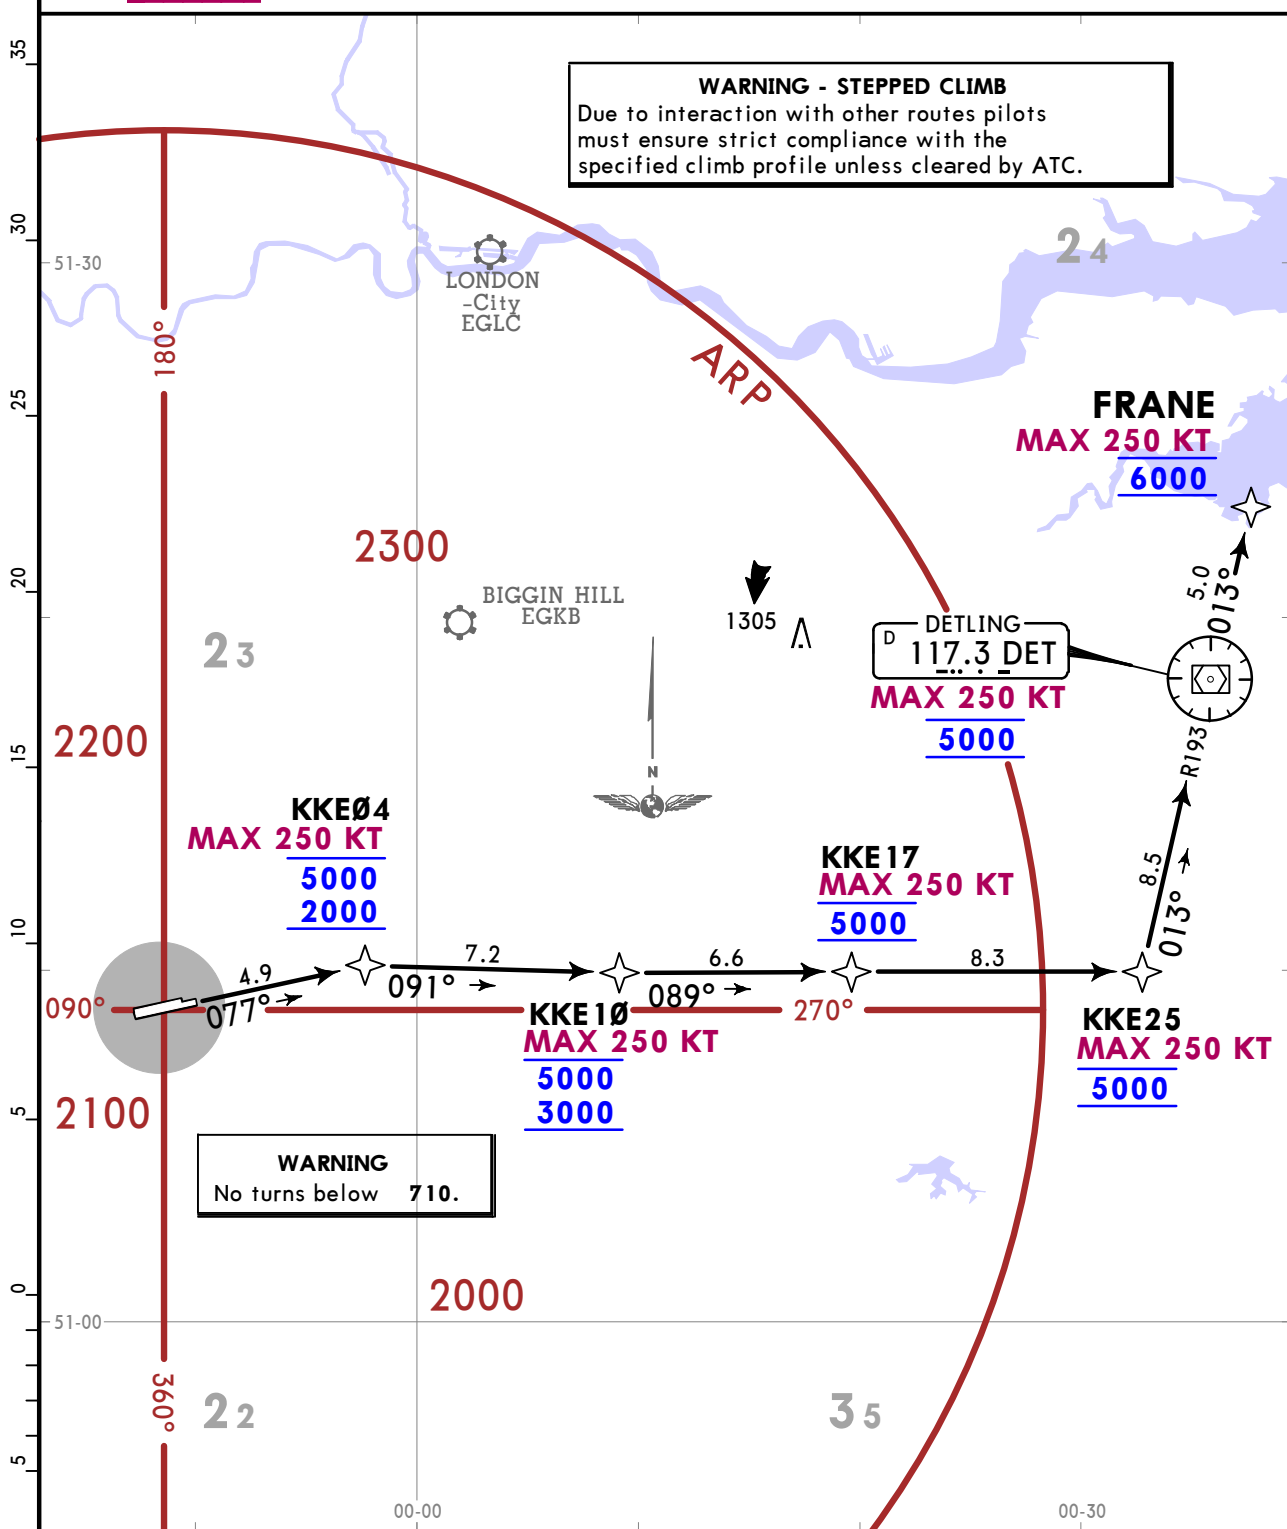 35
WARNING - STEPPED CLIMB
Due to interaction with other routes pilots
must ensure strict compliance with the
specified climb profile unless cleared by ATC.
30
51-30
24
LONDON
-City
EGLC
180°
ARP
25
FRANE
MAX 250 KT
6000
2300
20
5.0
013°
BIGGIN HILL
EGKB
1305
DETLING
D 117.3 DET
MAX 250 KT
5000
23
2200
15
R193
N
KKEØ4
MAX 250 KT
5000
2000
KKE17
MAX 250 KT
5000
8.5
013°
10
4.9
077°
7.2
091°
6.6
089°
8.3
090°
270°
KKE1Ø
MAX 250 KT
5000
3000
KKE25
MAX 250 KT
5000
2100
5
WARNING
No turns below 710.
0
2000
51-00
360°
22
35
5
00-00
00-30